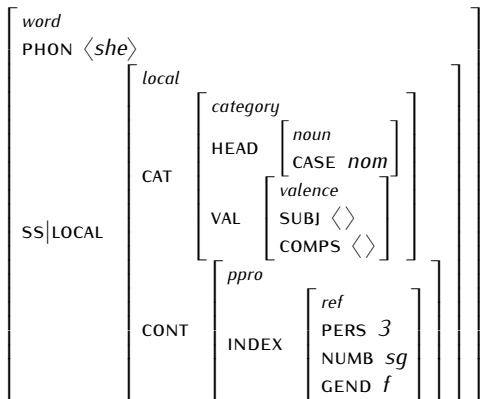 word
PHON ⟨she⟩
local
category
HEAD
noun
CASE nom
CAT
valence
VAL
SUBJ ⟨⟩
COMPS ⟨⟩
SS|LOCAL
ppro
ref
PERS 3
CONT
INDEX
NUMB sg
GEND f